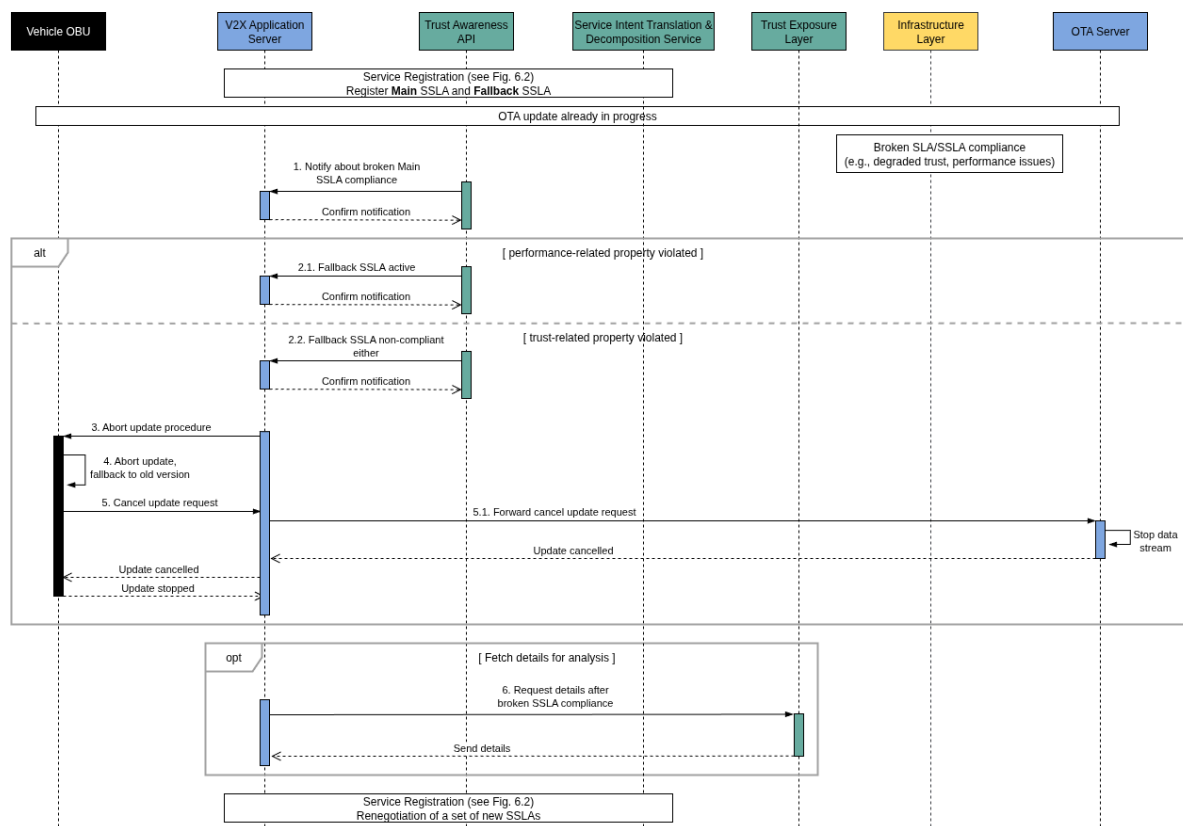 Vehicle OBU
V2X Application
Server
Trust Awareness
API
Service Intent Translation &
Decomposition Service
Trust Exposure
Layer
Infrastructure
Layer
OTA Server
Service Registration (see Fig. 6.2)
Register Main SSLA and Fallback SSLA
OTA update already in progress
Broken SLA/SSLA compliance
(e.g., degraded trust, performance issues)
1. Notify about broken Main
SSLA compliance
Confirm notification
alt
[ performance-related property violated ]
2.1. Fallback SSLA active
Confirm notification
[ trust-related property violated ]
2.2. Fallback SSLA non-compliant
either
Confirm notification
3. Abort update procedure
4. Abort update,
fallback to old version
5. Cancel update request
5.1. Forward cancel update request
Stop data
stream
Update cancelled
Update cancelled
Update stopped
opt
[ Fetch details for analysis ]
6. Request details after
broken SSLA compliance
Send details
Service Registration (see Fig. 6.2)
Renegotiation of a set of new SSLAs